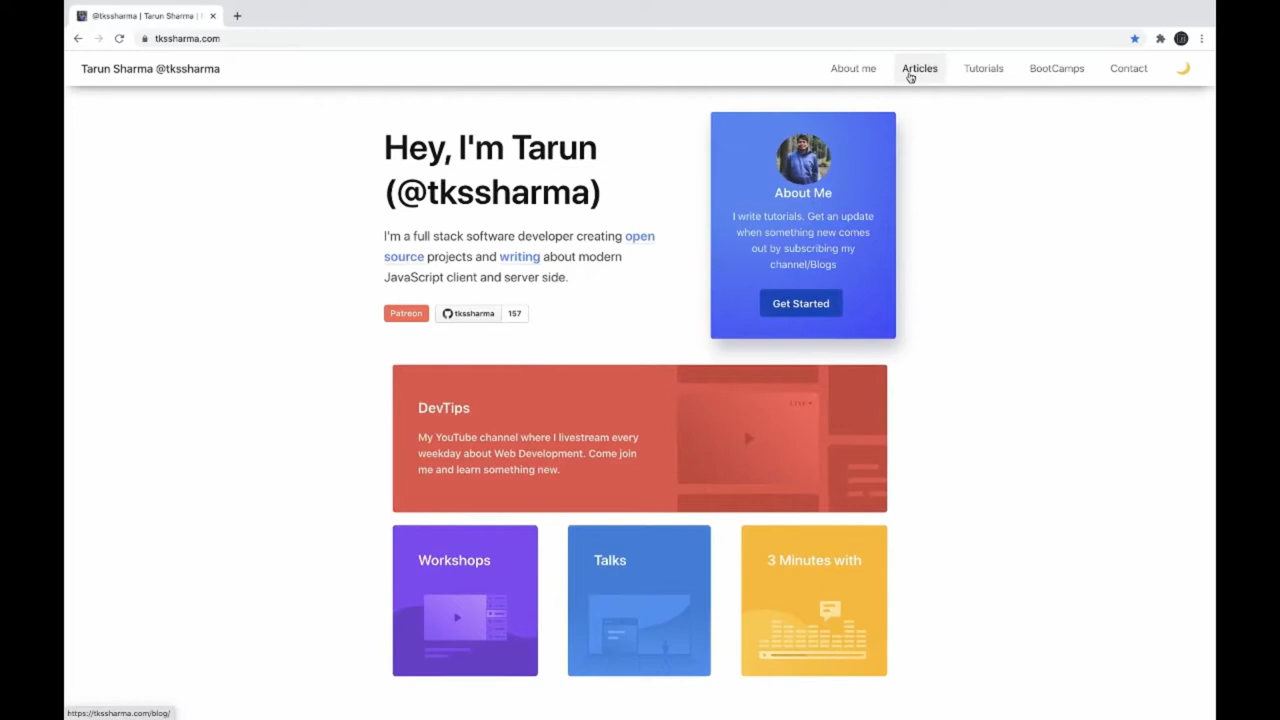 @tkssharma | Tarun Sharma |
tkssharma.com
Tarun Sharma @tkssharma
About me
Articles
Tutorials
BootCamps
Contact
Hey, I'm Tarun
(@tkssharma)
I'm a full stack software developer creating open
source projects and writing about modern
JavaScript client and server side.
Patreon
tkssharma
157
About Me
I write tutorials. Get an update
when something new comes
out by subscribing my
channel/Blogs
Get Started
DevTips
My YouTube channel where I livestream every
weekday about Web Development. Come join
me and learn something new.
LIVE
Workshops
Talks
3 Minutes with
https://tkssharma.com/blog/